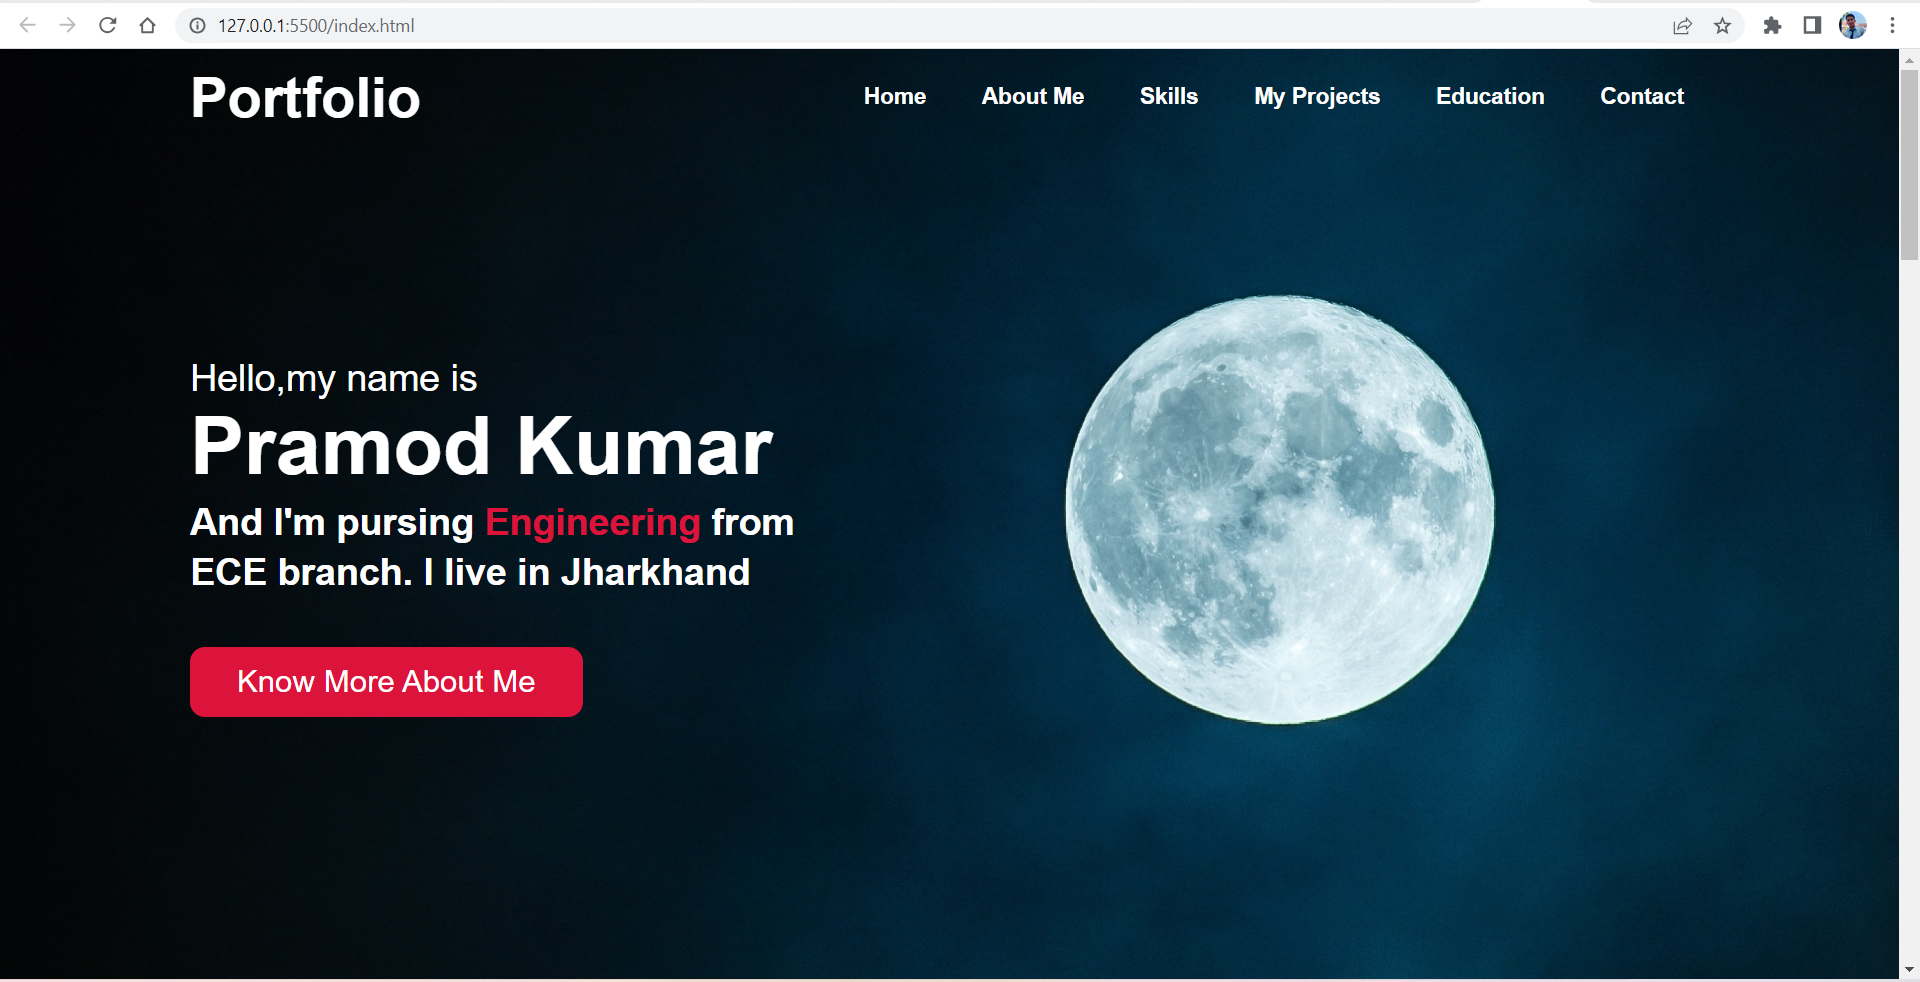 127.0.0.1:5500/index.html
Portfolio
Home About Me Skills My Projects Education Contact
Hello,my name is
Pramod Kumar
And I'm pursing Engineering from
ECE branch. I live in Jharkhand
Know More About Me